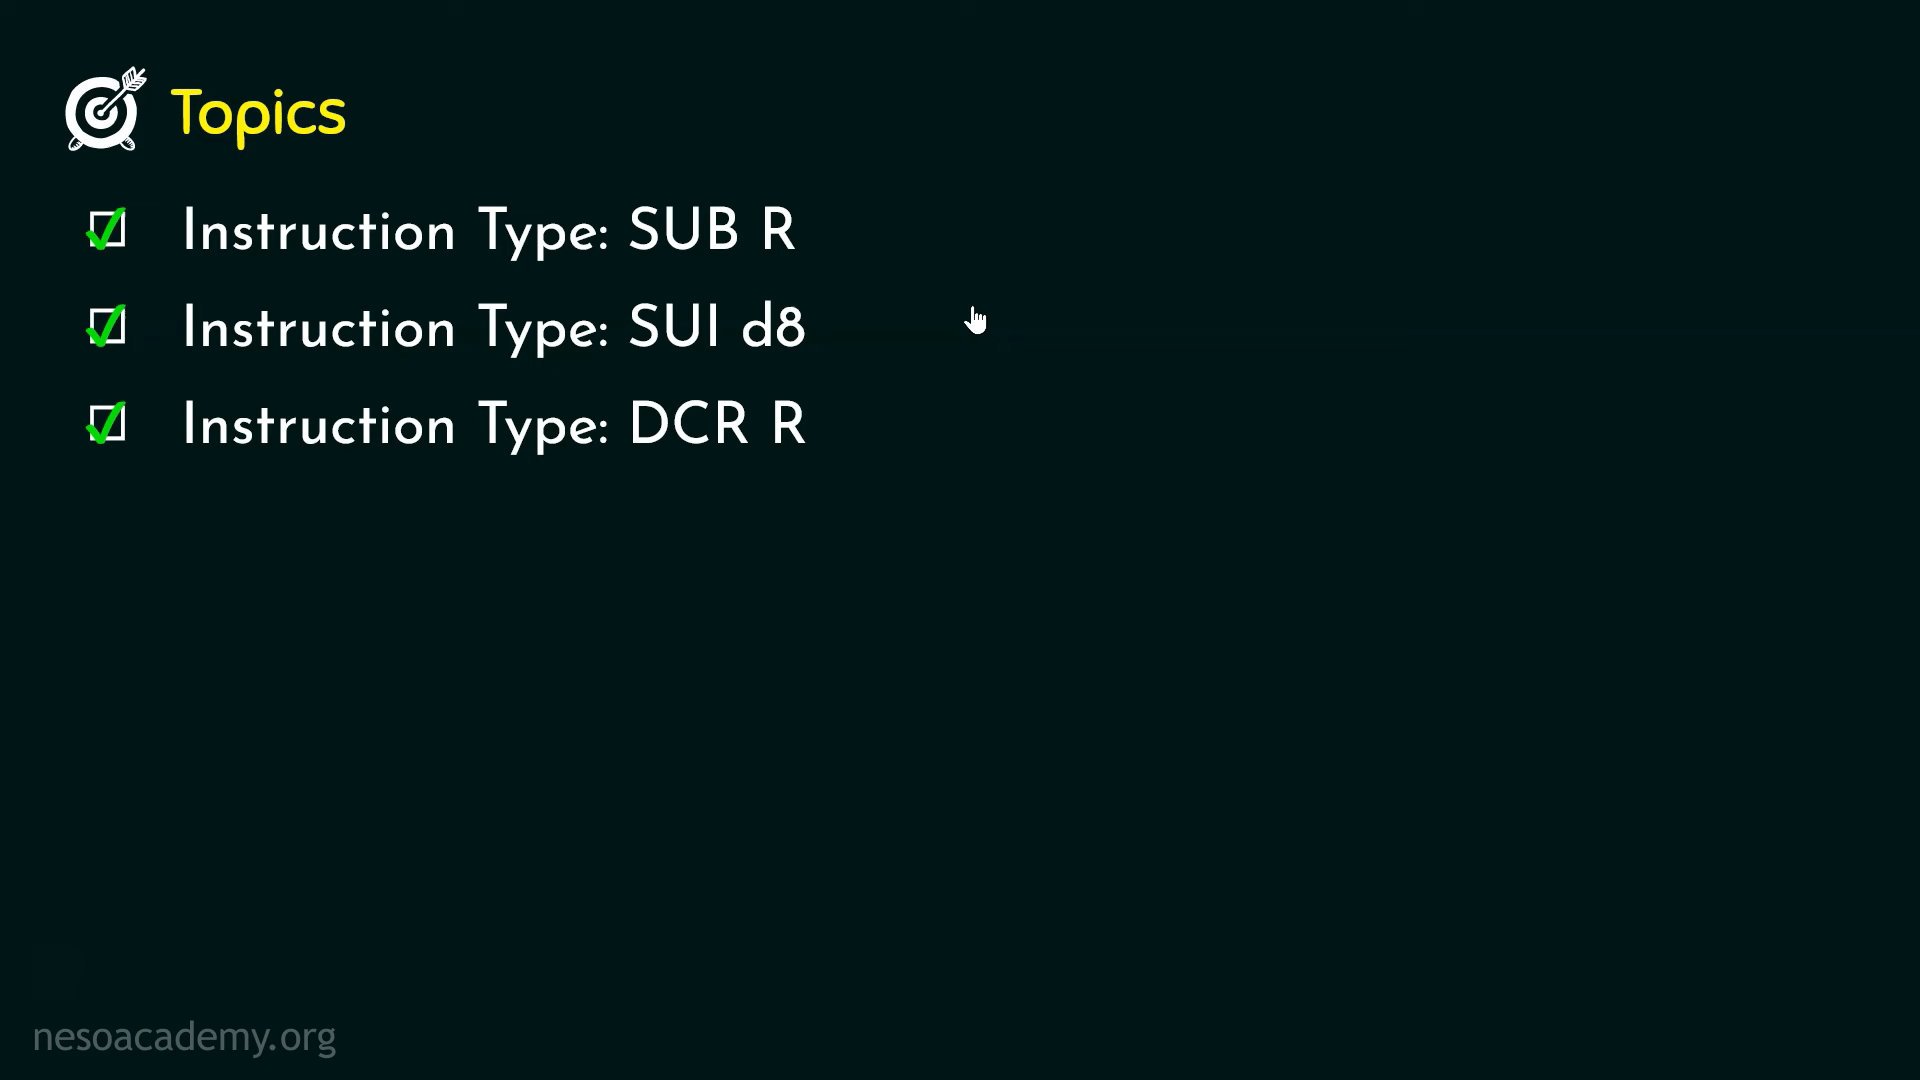 Topics
Instruction Type: SUB R
Instruction Type: SUI d8
Instruction Type: DCR R
nesoacademy.org